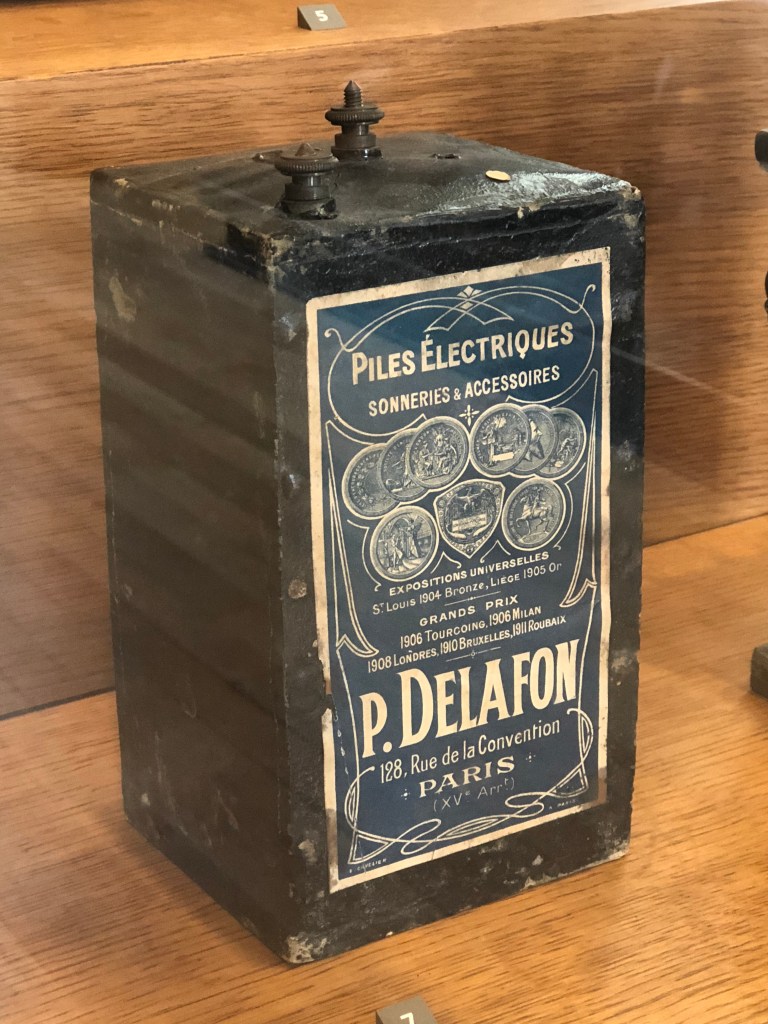 5
PILES ÉLECTRIQUES
SONNERIES & ACCESSOIRES
EXPOSITIONS UNIVERSELLES
St LOUIS 1904 BRONZE, LIÉGE 1905 OR
GRANDS PRIX
1906 TOURCOING, 1906 MILAN
1908 LONDRES, 1910 BRUXELLES, 1911 ROUBAIX
P. DELAFON
128, Rue de la Convention
PARIS
(XVe Arrt)
7